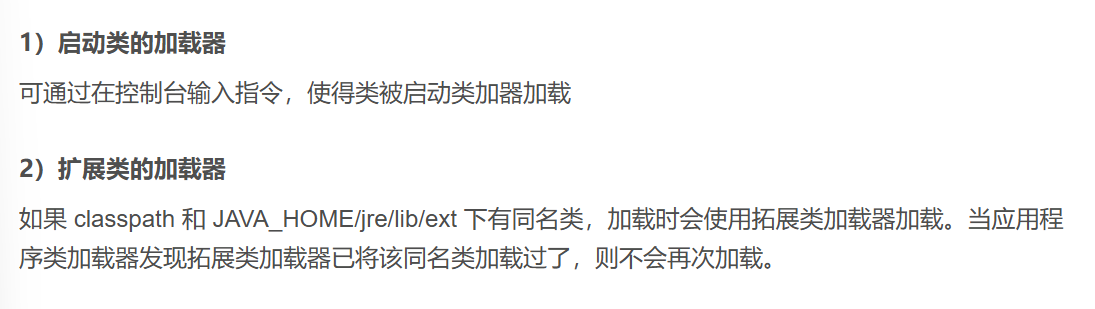 1）启动类的加载器
可通过在控制台输入指令，使得类被启动类加器加载
2）扩展类的加载器
如果 classpath 和 JAVA_HOME/jre/lib/ext 下有同名类，加载时会使用拓展类加载器加载。当应用程
序类加载器发现拓展类加载器已将该同名类加载过了，则不会再次加载。